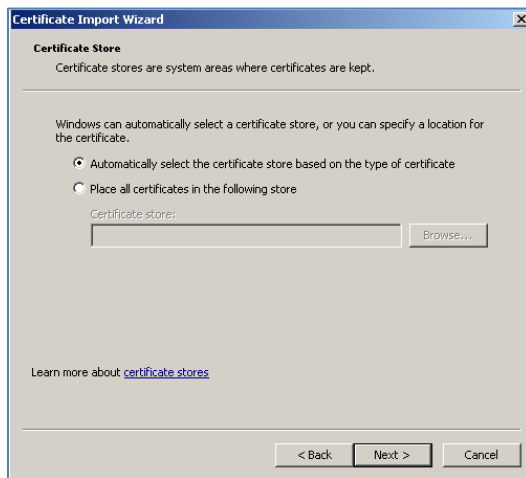 Certificate Import Wizard
Certificate Store
Certificate stores are system areas where certificates are kept.
Windows can automatically select a certificate store, or you can specify a location for
the certificate.
Automatically select the certificate store based on the type of certificate
Place all certificates in the following store
Certificate store:
Browse...
Learn more about certificate stores
< Back Next > Cancel